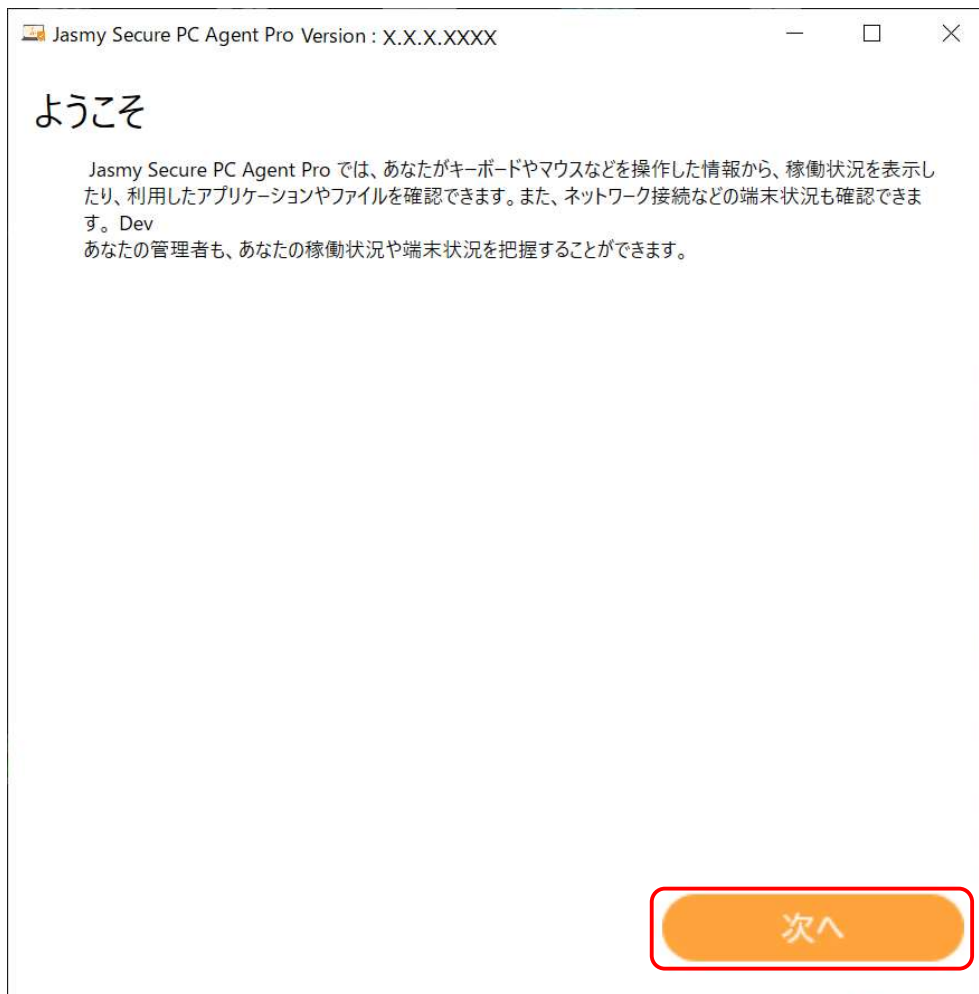 Jasmy Secure PC Agent Pro Version : X.X.X.XXXX
ようこそ
Jasmy Secure PC Agent Pro では、あなたがキーボードやマウスなどを操作した情報から、稼働状況を表示し
たり、利用したアプリケーションやファイルを確認できます。また、ネットワーク接続などの端末状況も確認できま
す。Dev
あなたの管理者も、あなたの稼働状況や端末状況を把握することができます。
次へ